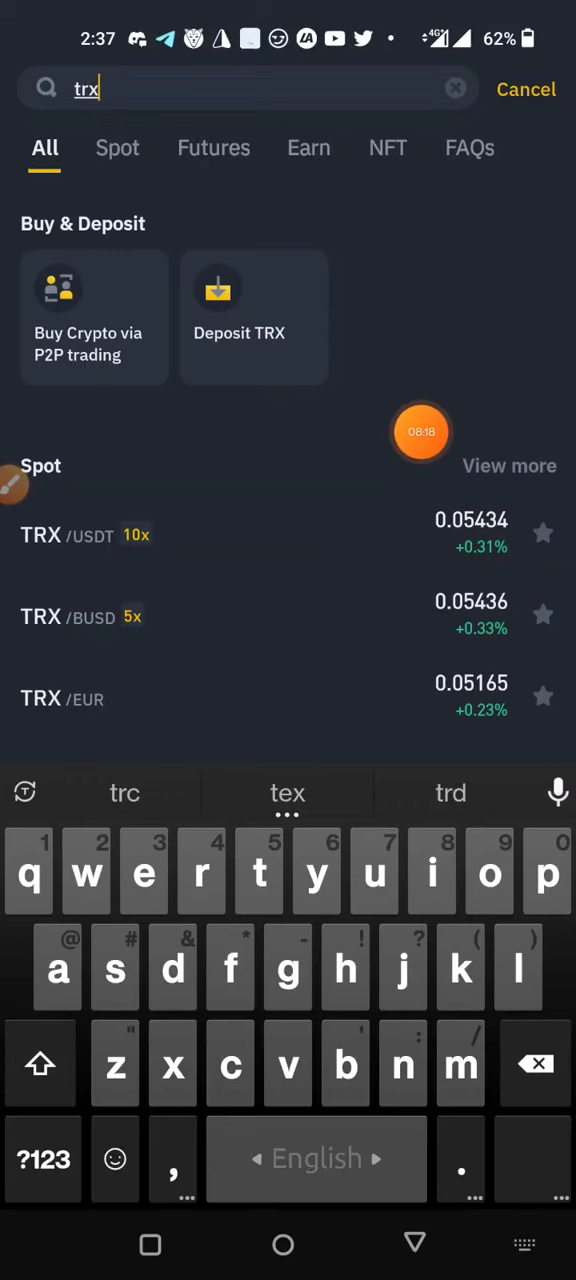 2:37 4G 62%
trx Cancel
All Spot Futures Earn NFT FAQs
Buy & Deposit
Buy Crypto via
P2P trading
Deposit TRX
08:18
Spot View more
TRX /USDT 10x 0.05434
+0.31%
TRX /BUSD 5x 0.05436
+0.33%
TRX /EUR 0.05165
+0.23%
T trc tex trd
1 2 3 4 5 6 7 8 9 0
q w e r t y u i o p
@ # & * - ! ? ( )
a s d f g h j k l
" ' : /
z x c v b n m
?123 , English .